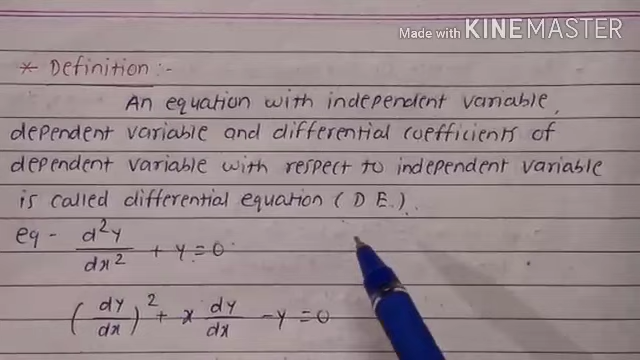 Made with KINEMASTER
* Definition :-
An equation with independent variable,
dependent variable and differential coefficients of
dependent variable with respect to independent variable
is called differential equation (D E.).
eg - d²y/dx² + y = 0
(dy/dx)² + x dy/dx - y = 0